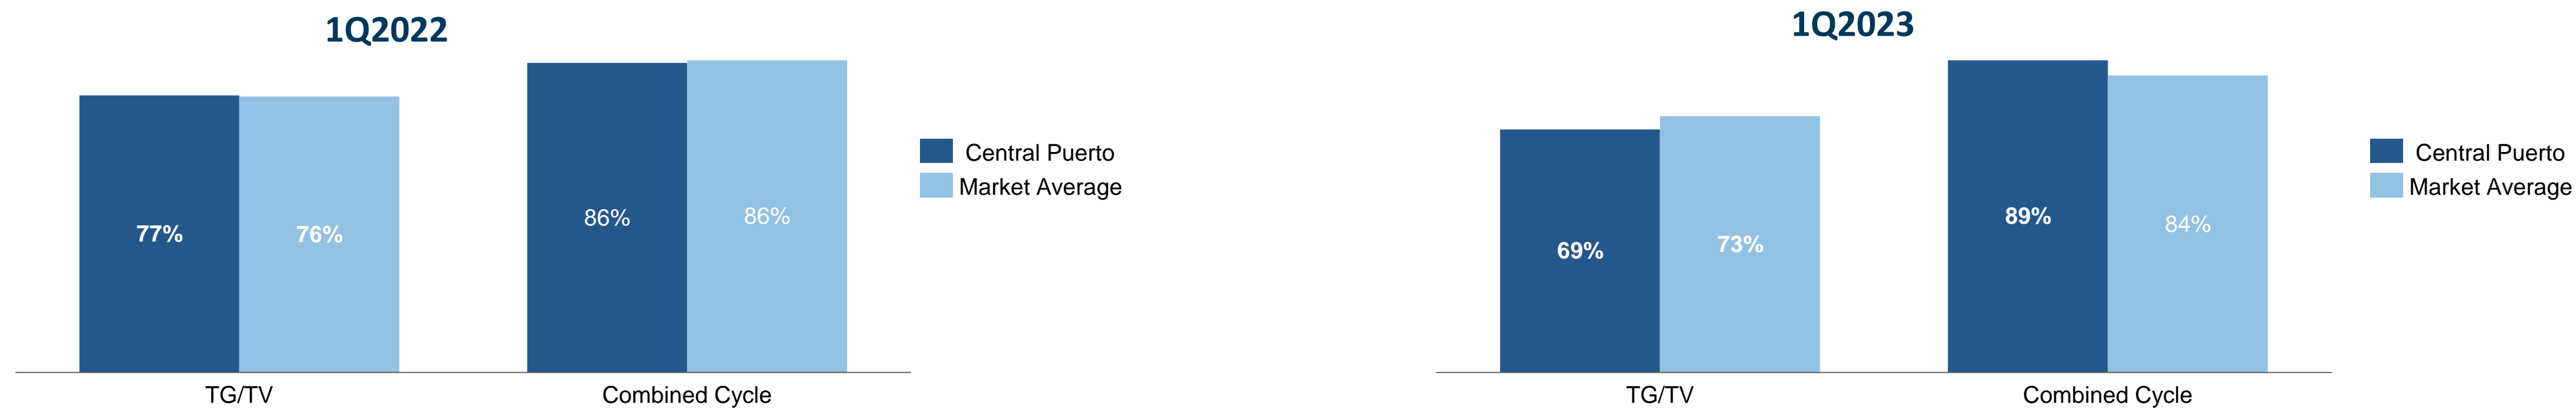 1Q2022
77%
76%
86%
86%
TG/TV
Combined Cycle
Central Puerto
Market Average
1Q2023
69%
73%
89%
84%
TG/TV
Combined Cycle
Central Puerto
Market Average